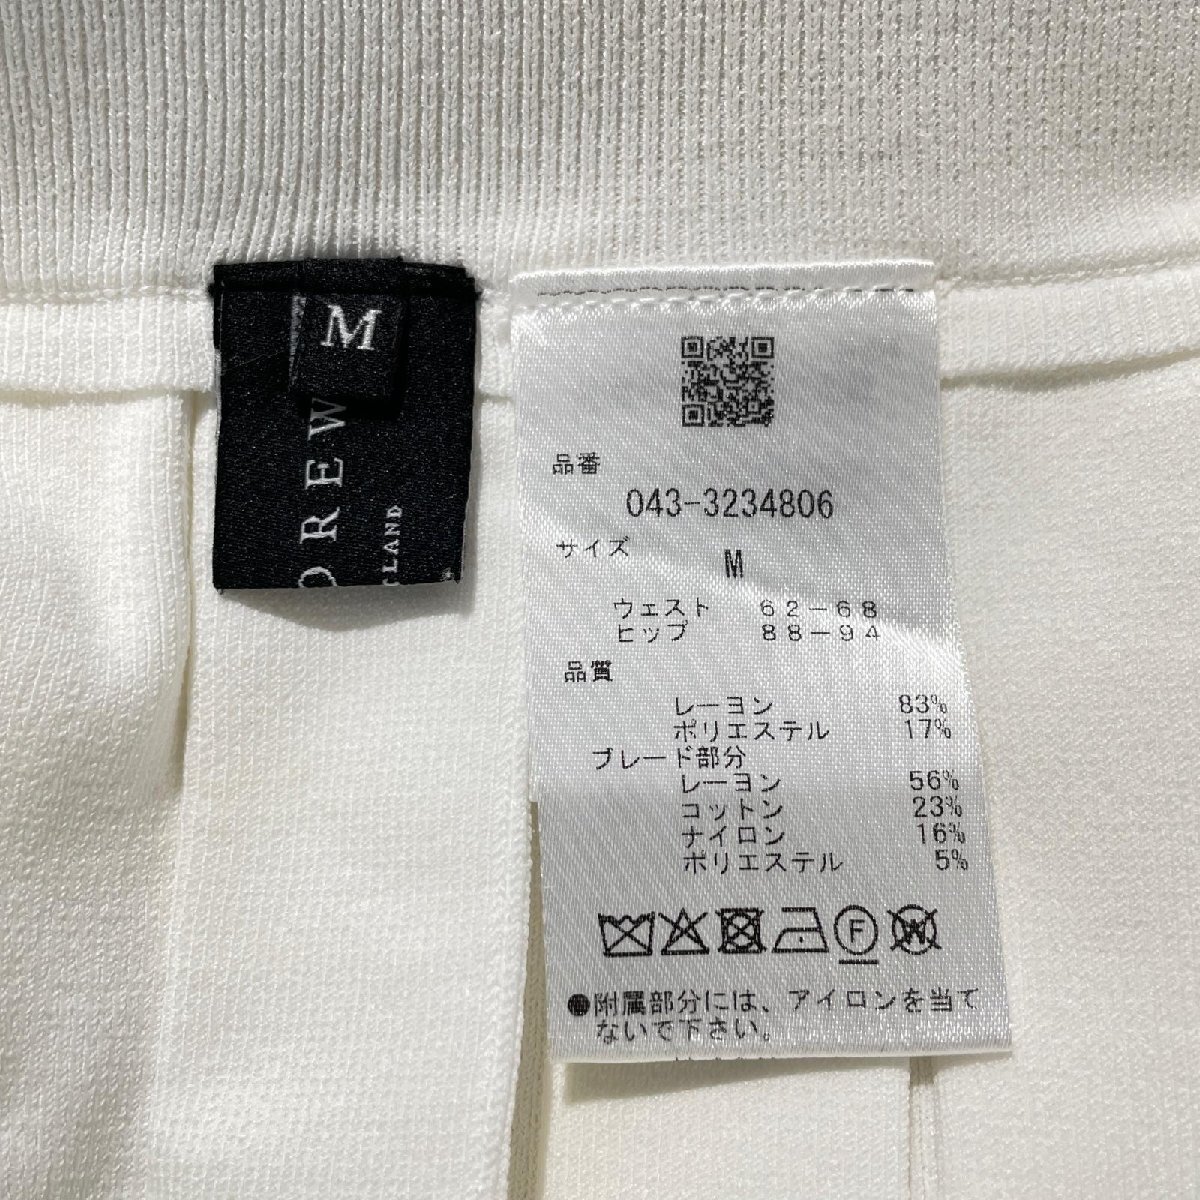 M
品番
043-3234806
サイズ
M
ウェスト 62-68
ヒップ 88-94
品質
レーヨン 83%
ポリエステル 17%
ブレード部分
レーヨン 56%
コットン 23%
ナイロン 16%
ポリエステル 5%
F
W
●附属部分には、アイロンを当て
ないで下さい。